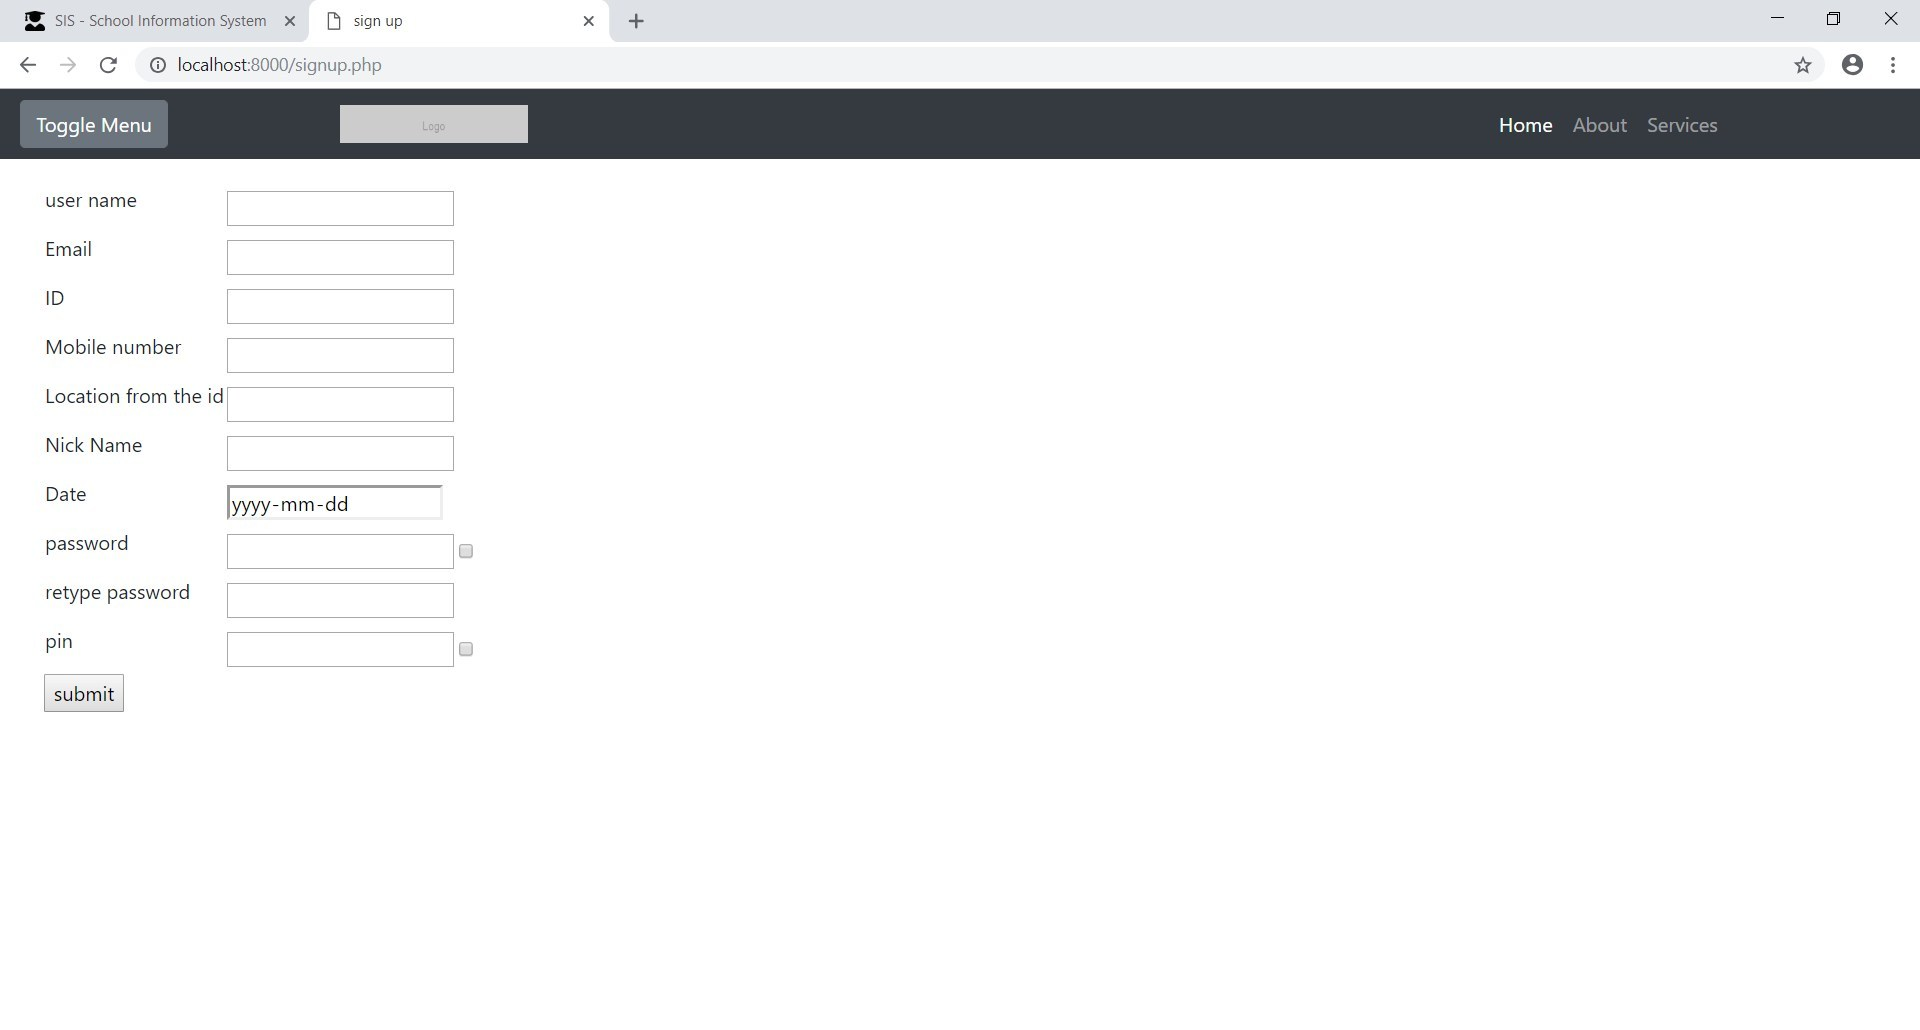 SIS - School Information System
sign up
localhost:8000/signup.php
Toggle Menu
Logo
Home About Services
user name
Email
ID
Mobile number
Location from the id
Nick Name
Date yyyy-mm-dd
password
retype password
pin
submit